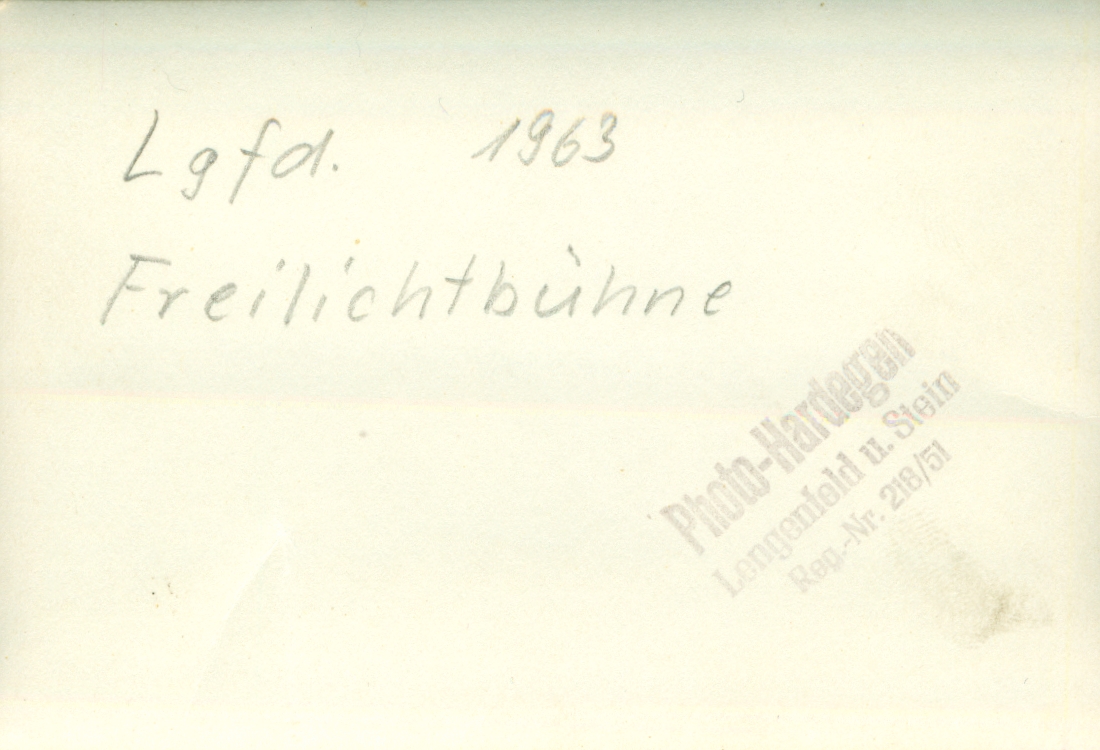 Lgfd. 1963
Freilichtbühne
Photo-Hardegen
Lengenfeld u. Stein
Reg.-Nr. 218/51